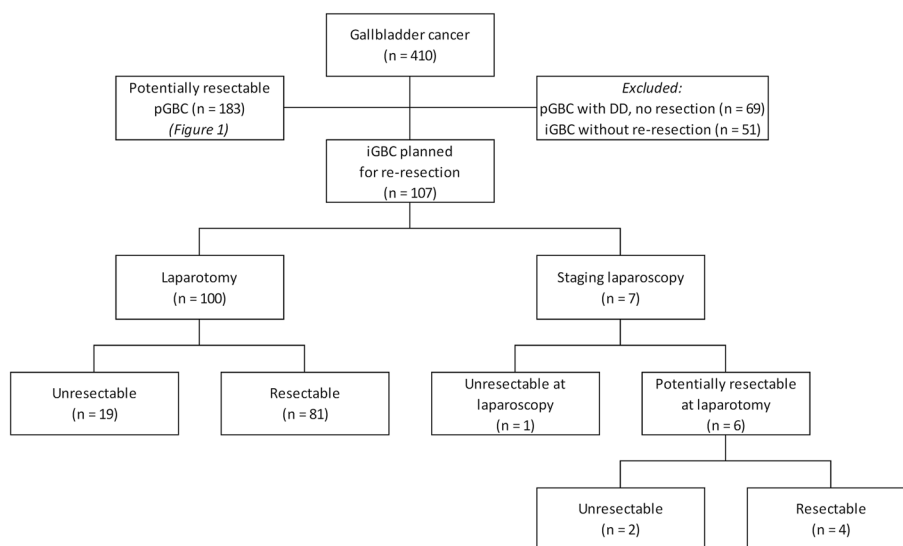 Gallbladder cancer
(n = 410)
Potentially resectable
pGBC (n = 183)
(Figure 1)
Excluded:
pGBC with DD, no resection (n = 69)
iGBC without re-resection (n = 51)
iGBC planned
for re-resection
(n = 107)
Laparotomy
(n = 100)
Staging laparoscopy
(n = 7)
Unresectable
(n = 19)
Resectable
(n = 81)
Unresectable at
laparoscopy
(n = 1)
Potentially resectable
at laparotomy
(n = 6)
Unresectable
(n = 2)
Resectable
(n = 4)